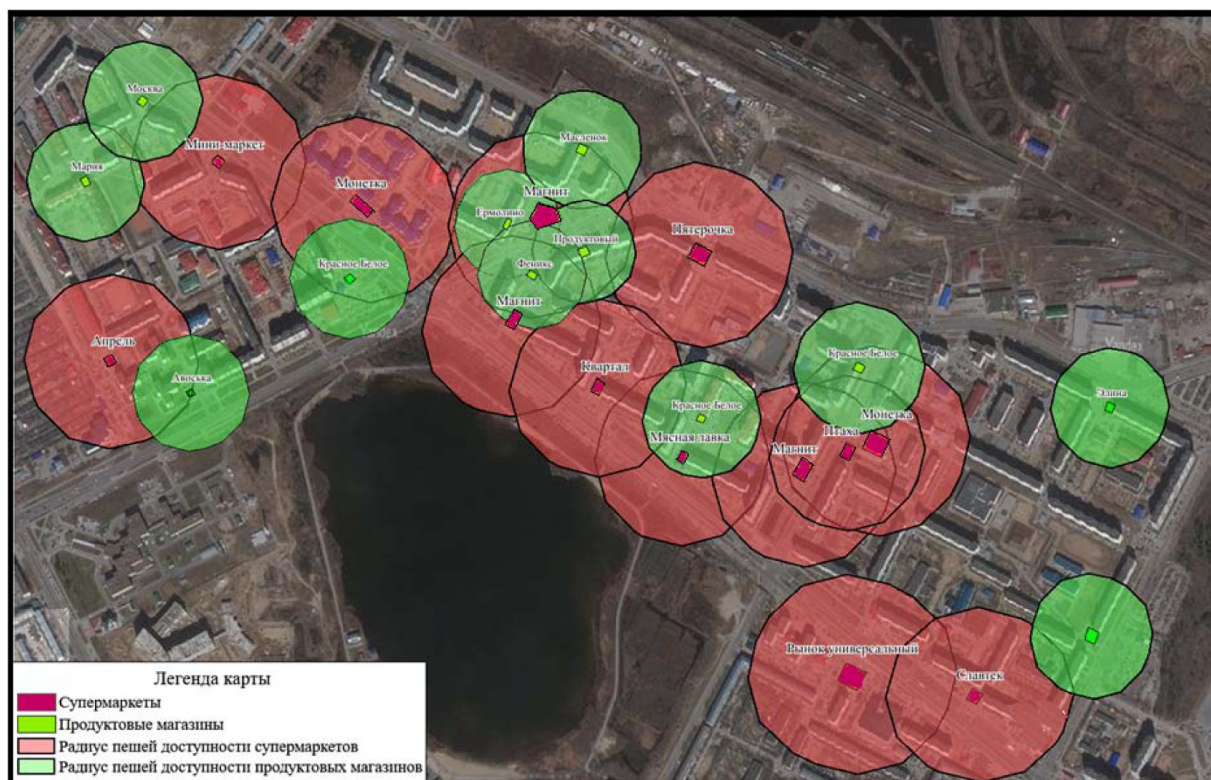 Москва
Масленок
Мини-маркет
Марик
Магнит
Монетка
Ермолино
Пятерочка
Продуктовый
Красное Белое
Феникс
Магнит
Апрель
Красное Белое
Квартал
Авоська
Элина
Красное Белое
Монетка
Птаха
Мясная лавка
Магнит
Рынок универсальный
Славтек
Легенда карты
Супермаркеты
Продуктовые магазины
Радиус пешей доступности супермаркетов
Радиус пешей доступности продуктовых магазинов